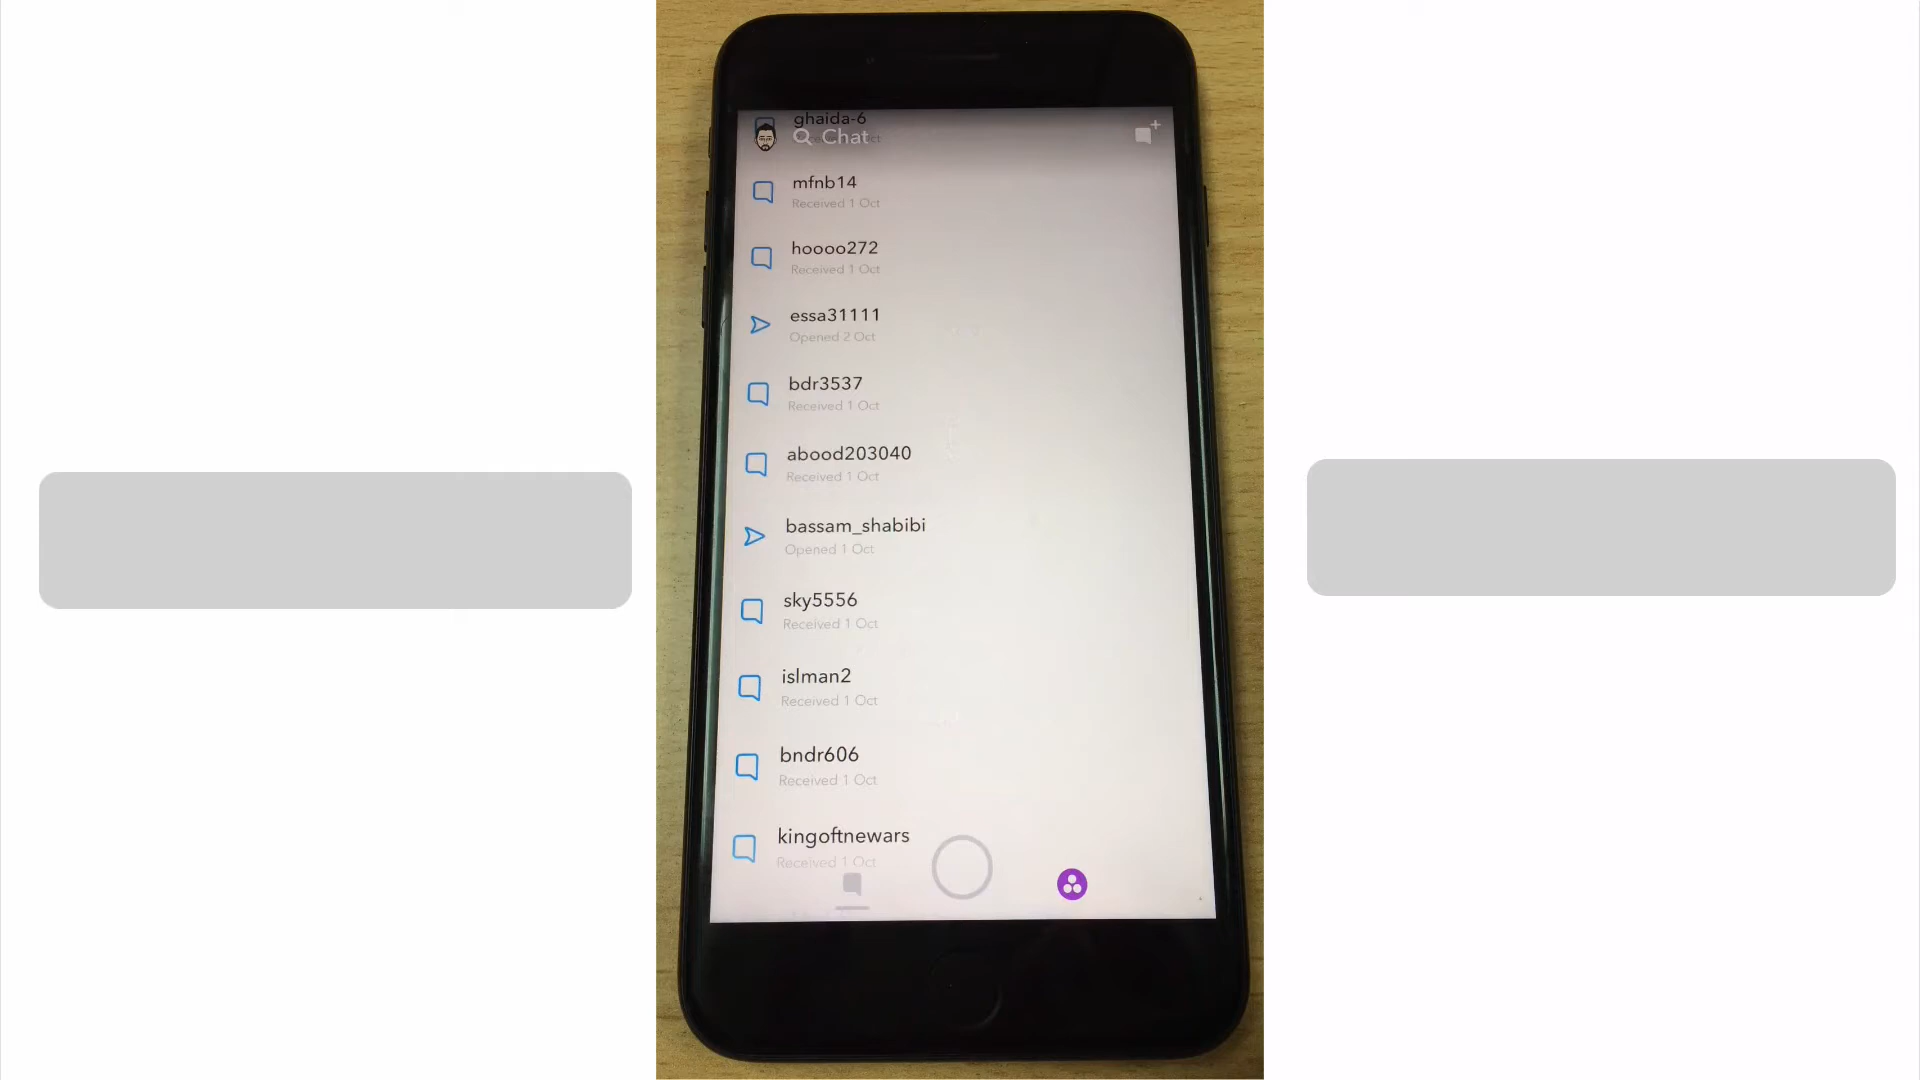 ghaida-6
Chat
mfnb14
Received 1 Oct
hoooo272
Received 1 Oct
essa31111
Opened 2 Oct
bdr3537
Received 1 Oct
abood203040
Received 1 Oct
bassam_shabibi
Opened 1 Oct
sky5556
Received 1 Oct
islman2
Received 1 Oct
bndr606
Received 1 Oct
kingoftnewars
Received 1 Oct